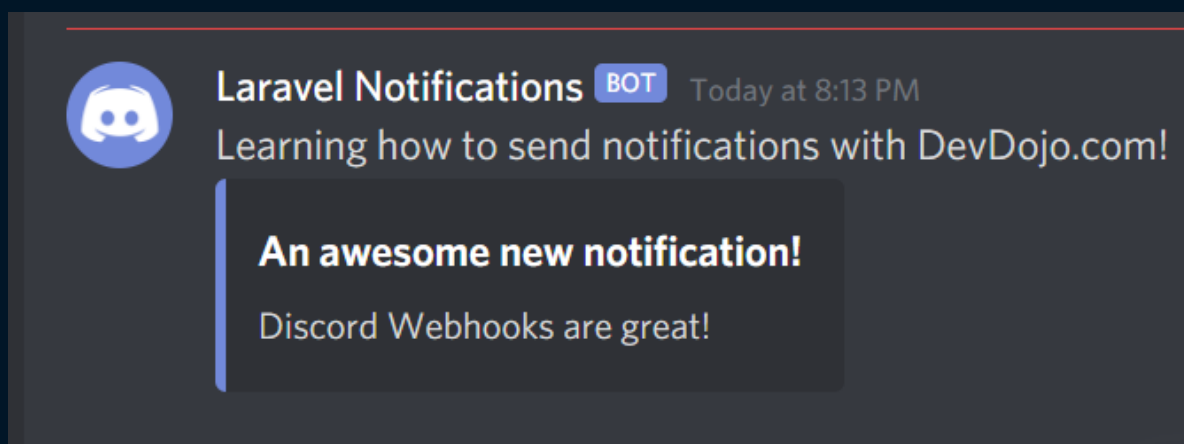 Laravel Notifications BOT Today at 8:13 PM
Learning how to send notifications with DevDojo.com!
An awesome new notification!
Discord Webhooks are great!